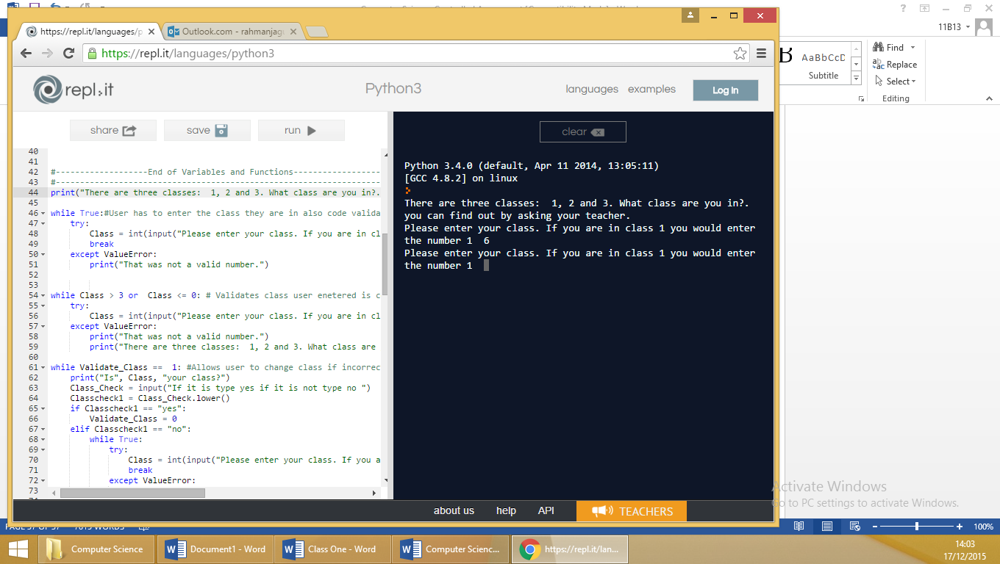 11B13
Find
Replace
Select
Editing
AaBbCcD
Subtitle
https://repl.it/languages/p
Outlook.com - rahmanjagu
https://repl.it/languages/python3
repl.it
Python3
languages
examples
Log In
share
save
run
clear
40
41
42 #-------------------End of Variables and Functions------------------
43 #-------------------------------------------------------------------
44 print("There are three classes:  1, 2 and 3. What class are you in?.
45
46 while True:#User has to enter the class they are in also code valida
47     try:
48         Class = int(input("Please enter your class. If you are in cl
49         break
50     except ValueError:
51         print("That was not a valid number.")
52
53
54 while Class > 3 or  Class <= 0: # Validates class user enetered is c
55     try:
56         Class = int(input("Please enter your class. If you are in cl
57     except ValueError:
58         print("That was not a valid number.")
59         print("There are three classes:  1, 2 and 3. What class are
60
61 while Validate_Class ==  1: #Allows user to change class if incorrec
62     print("Is", Class, "your class?")
63     Class_Check = input("If it is type yes if it is not type no ")
64     Classcheck1 = Class_Check.lower()
65     if Classcheck1 == "yes":
66         Validate_Class = 0
67     elif Classcheck1 == "no":
68         while True:
69             try:
70                 Class = int(input("Please enter your class. If you a
71                 break
72             except ValueError:
73
Python 3.4.0 (default, Apr 11 2014, 13:05:11)
[GCC 4.8.2] on linux
There are three classes:  1, 2 and 3. What class are you in?.
you can find out by asking your teacher.
Please enter your class. If you are in class 1 you would enter
the number 1  6
Please enter your class. If you are in class 1 you would enter
the number 1
about us
help
API
TEACHERS
Activate Windows
Go to PC settings to activate Windows.
100%
Computer Science
Document1 - Word
Class One - Word
Computer Scienc...
https://repl.it/lan...
14:03
17/12/2015